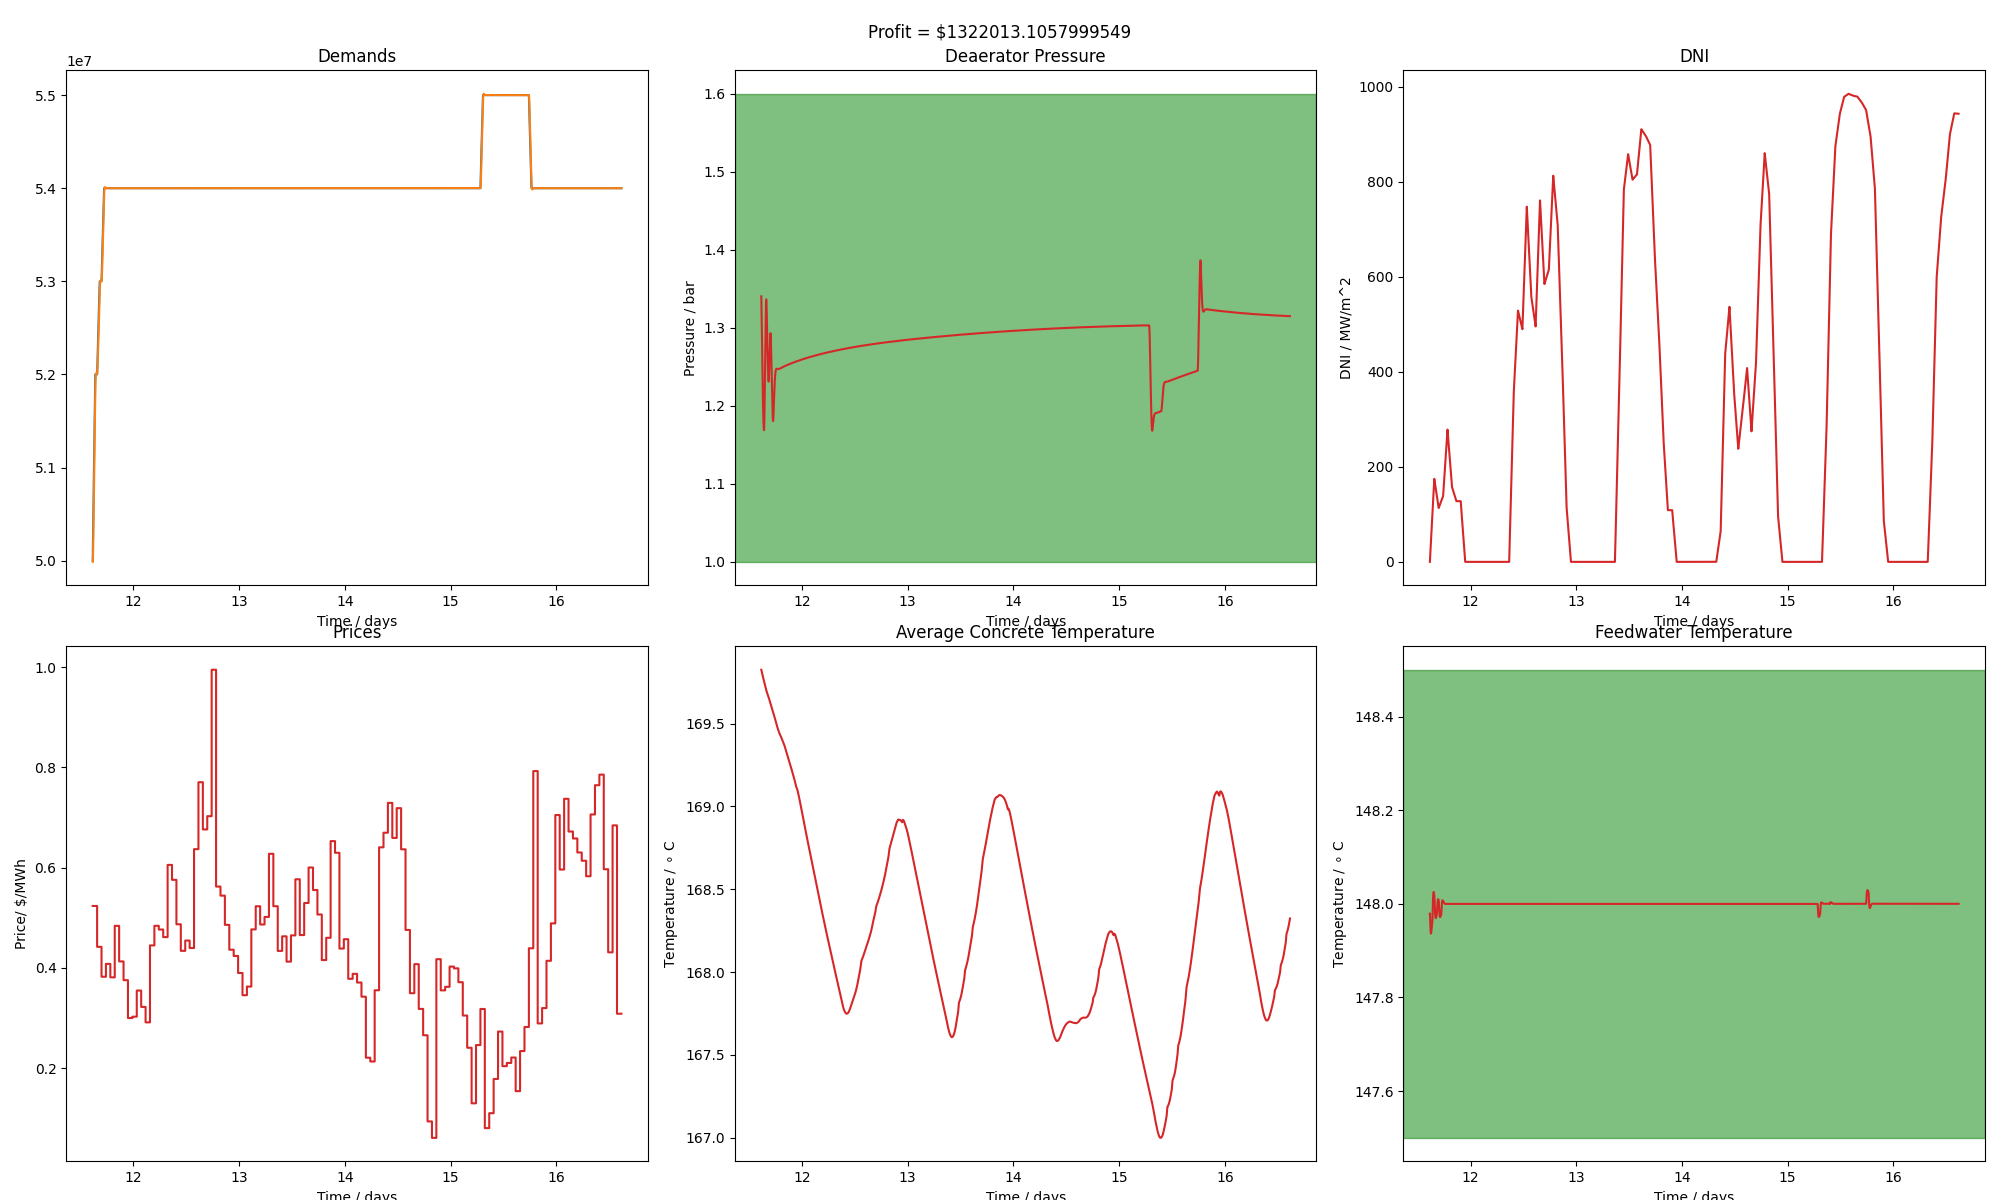 Profit = $1322013.1057999549
Demands
1e7
5.5
5.4
5.3
5.2
5.1
5.0
12 13 14 15 16
Time / days
Deaerator Pressure
Pressure / bar
1.6
1.5
1.4
1.3
1.2
1.1
1.0
12 13 14 15 16
Time / days
DNI
DNI / MW/m^2
1000
800
600
400
200
0
12 13 14 15 16
Time / days
Prices
Price/ $/MWh
1.0
0.8
0.6
0.4
0.2
12 13 14 15 16
Time / days
Average Concrete Temperature
Temperature / ∘ C
169.5
169.0
168.5
168.0
167.5
167.0
12 13 14 15 16
Time / days
Feedwater Temperature
Temperature / ∘ C
148.4
148.2
148.0
147.8
147.6
12 13 14 15 16
Time / days